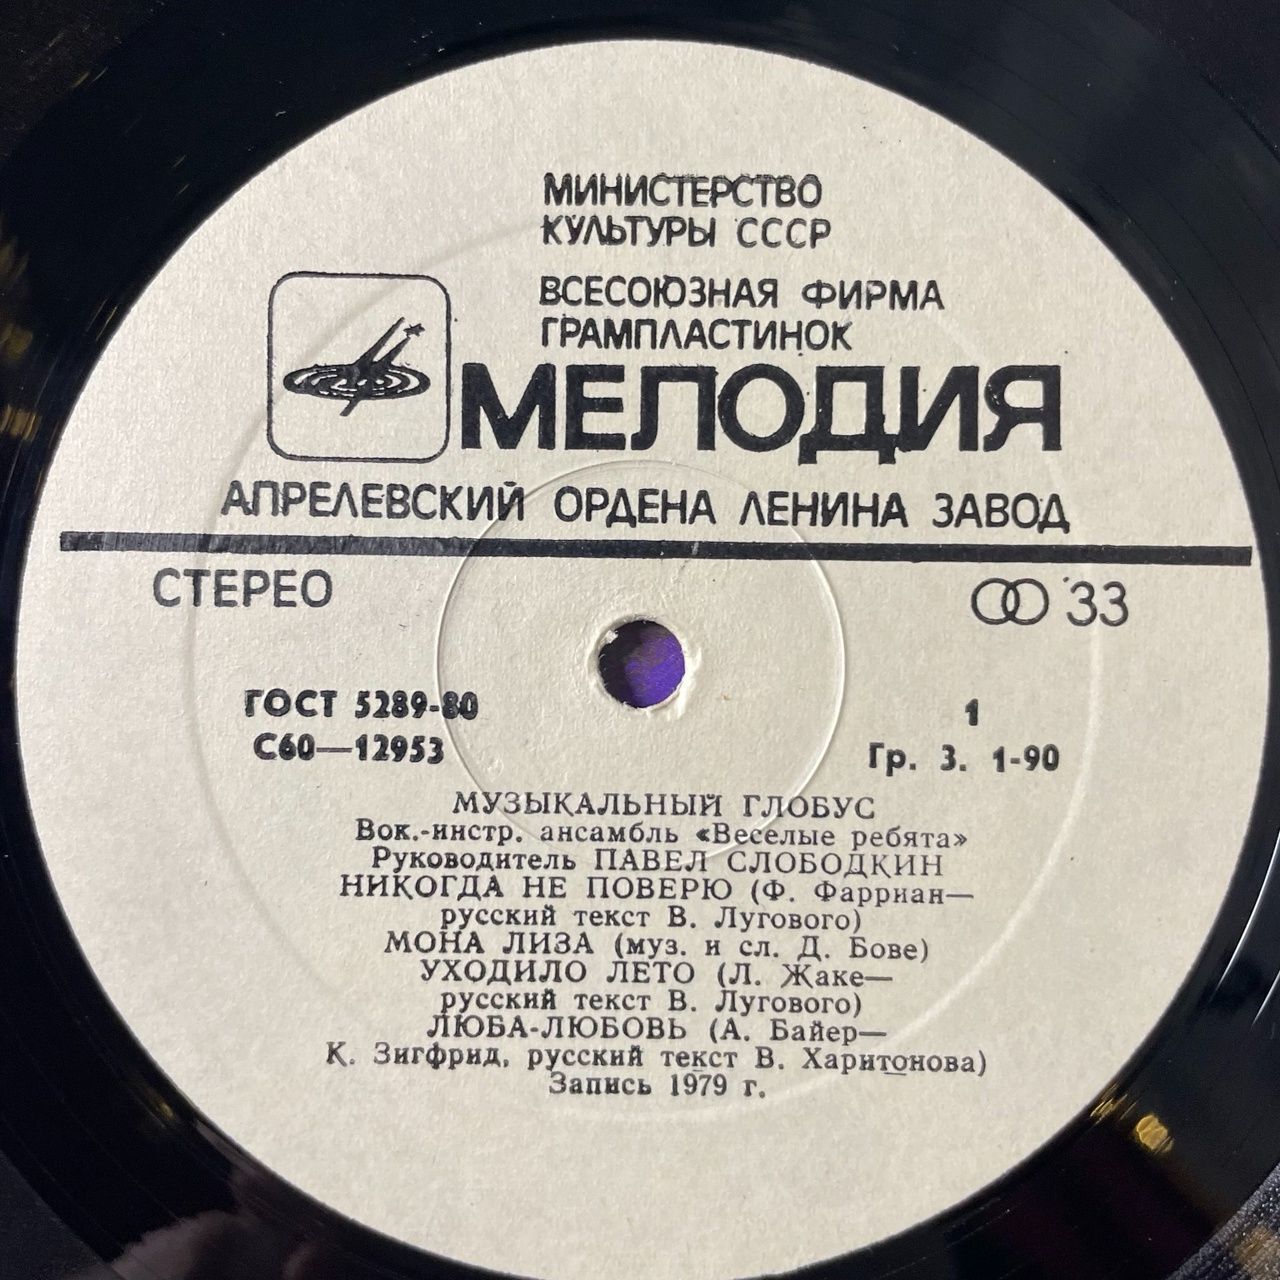 МИНИСТЕРСТВО
КУЛЬТУРЫ СССР
ВСЕСОЮЗНАЯ ФИРМА
ГРАМПЛАСТИНОК
МЕЛОДИЯ
АПРЕЛЕВСКИЙ ОРДЕНА ЛЕНИНА ЗАВОД
СТЕРЕО
33
ГОСТ 5289-80
С60—12953
1
Гр. 3. 1-90
МУЗЫКАЛЬНЫЙ ГЛОБУС
Вок.-инстр. ансамбль «Веселые ребята»
Руководитель ПАВЕЛ СЛОБОДКИН
НИКОГДА НЕ ПОВЕРЮ (Ф. Фарриан—
русский текст В. Лугового)
МОНА ЛИЗА (муз. и сл. Д. Бове)
УХОДИЛО ЛЕТО (Л. Жаке—
русский текст В. Лугового)
ЛЮБА-ЛЮБОВЬ (А. Байер—
К. Зигфрид, русский текст В. Харитонова)
Запись 1979 г.